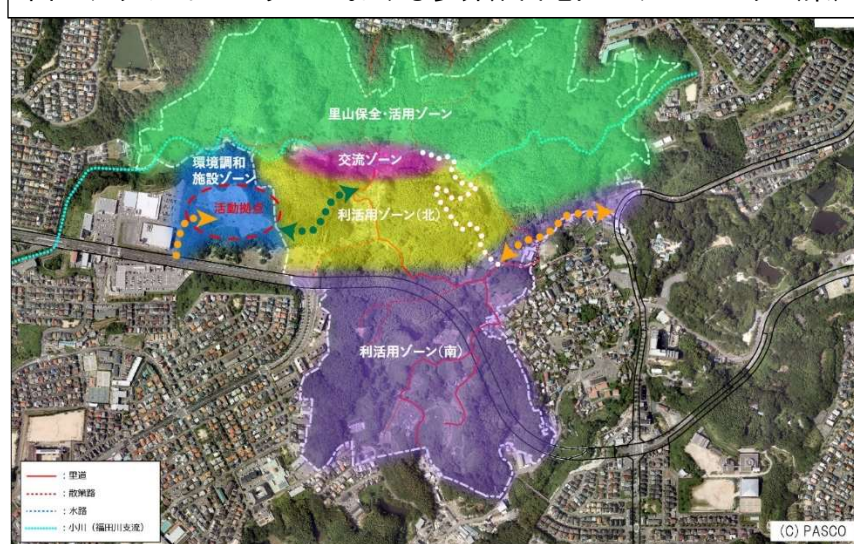 里山保全・活用ゾーン
交流ゾーン
環境調和
施設ゾーン
活動拠点
利活用ゾーン(北)
利活用ゾーン(南)
:里道
:散策路
:水路
:小川(福田川支流)
(C) PASCO